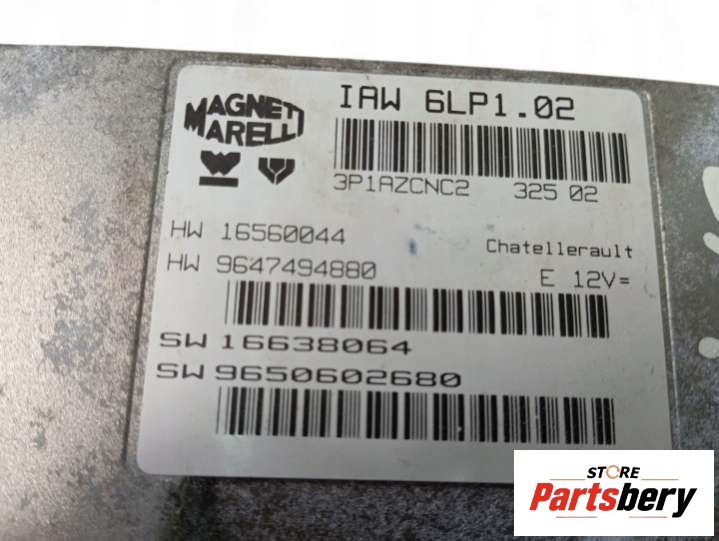 MAGNETI
MARELLI
IAW 6LP1.02
3P1AZCNC2 325 02
HW 16560044
Chatellerault
HW 9647494880
E 12V=
SW 16638064
SW 9650602680
STORE
Partsbery